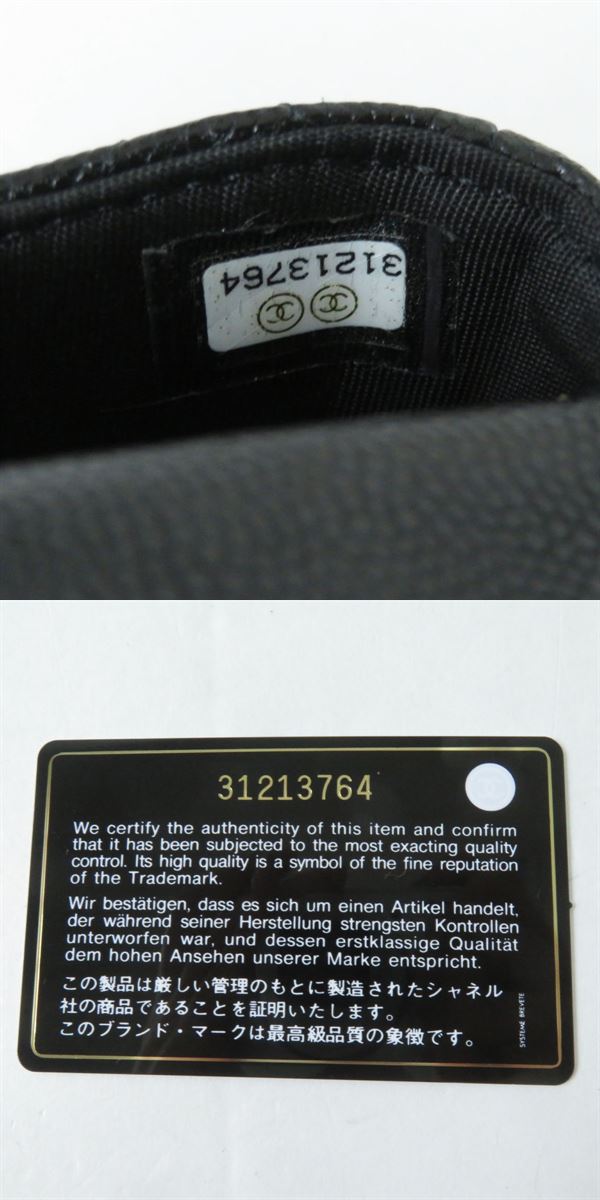 31213764
31213764
We certify the authenticity of this item and confirm
that it has been subjected to the most exacting quality
control. Its high quality is a symbol of the fine reputation
of the Trademark.
Wir bestätigen, dass es sich um einen Artikel handelt,
der während seiner Herstellung strengsten Kontrollen
unterworfen war, und dessen erstklassige Qualität
dem hohen Ansehen unserer Marke entspricht.
この製品は厳しい管理のもとに製造されたシャネル
社の商品であることを証明いたします。
このブランド・マークは最高級品質の象徴です。
SYSTEME BREVETE